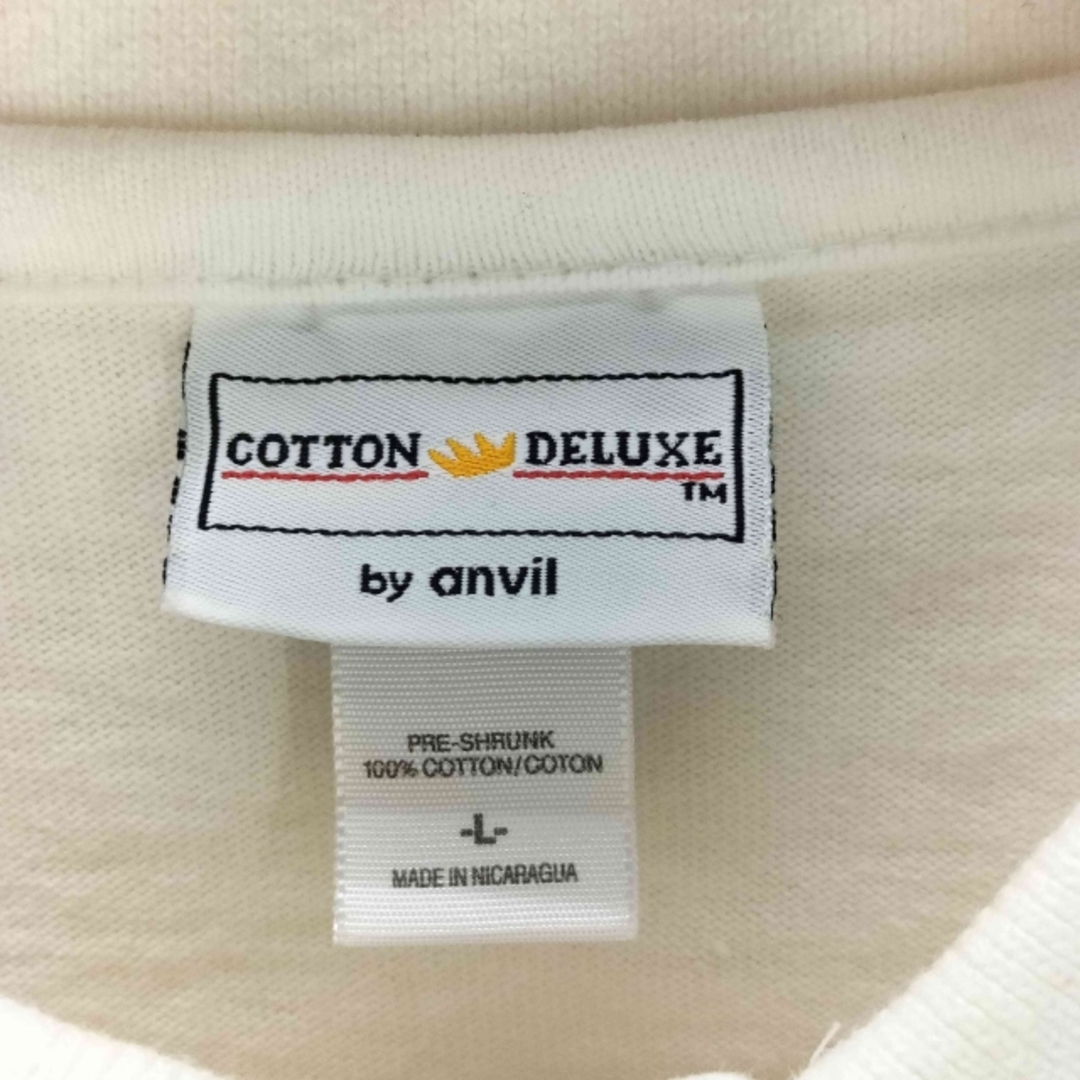 COTTON DELUXE
TM
by anvil
PRE-SHRUNK
100% COTTON/COTON
-L-
MADE IN NICARAGUA